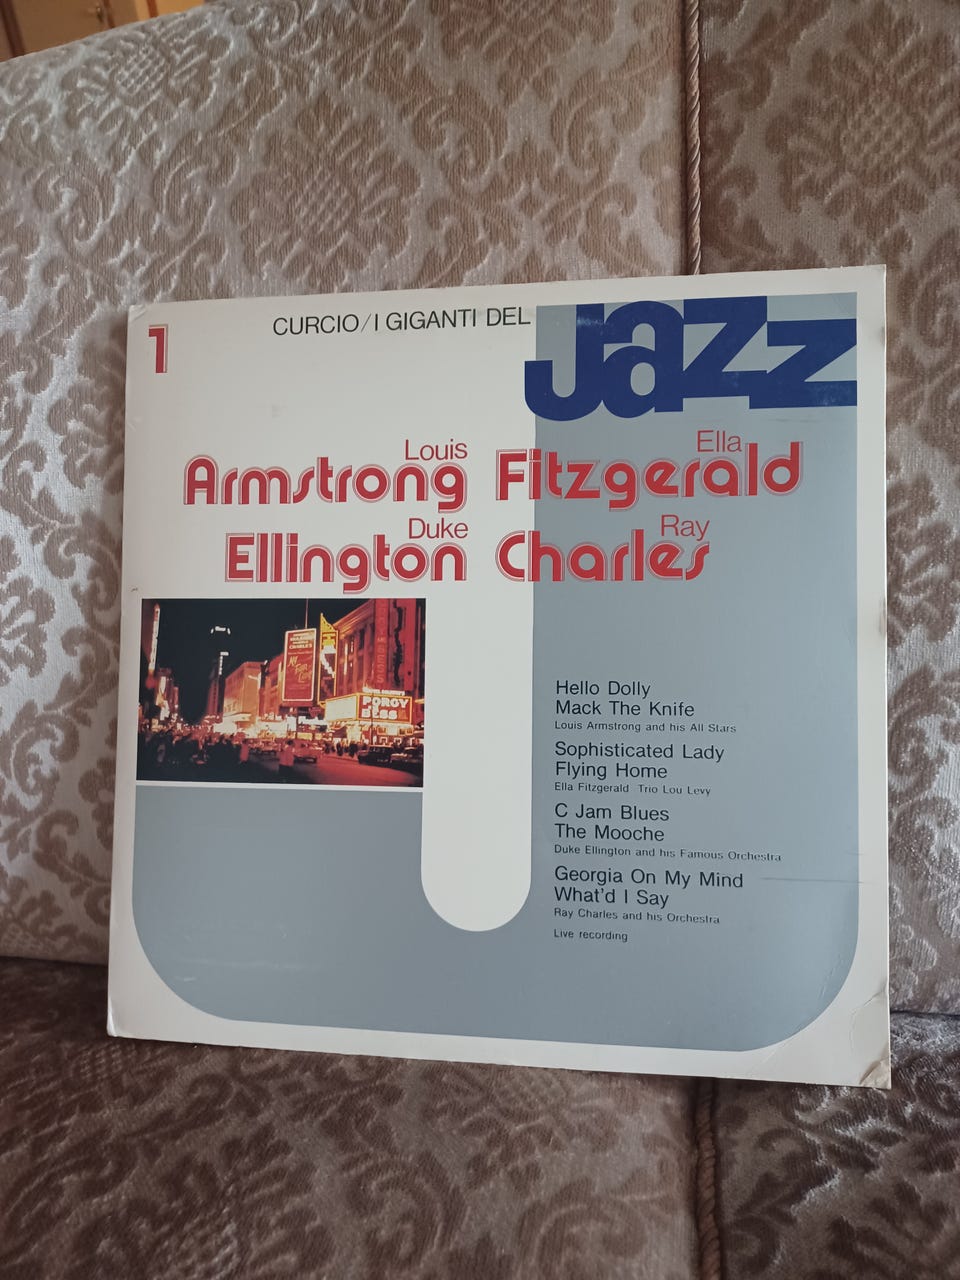 1
CURCIO/I GIGANTI DEL
Jazz
Louis
Armstrong
Ella
Fitzgerald
Duke
Ellington
Ray
Charles
PORGY
BESS
Hello Dolly
Mack The Knife
Louis Armstrong and his All Stars
Sophisticated Lady
Flying Home
Ella Fitzgerald Trio Lou Levy
C Jam Blues
The Mooche
Duke Ellington and his Famous Orchestra
Georgia On My Mind
What'd I Say
Ray Charles and his Orchestra
Live recording